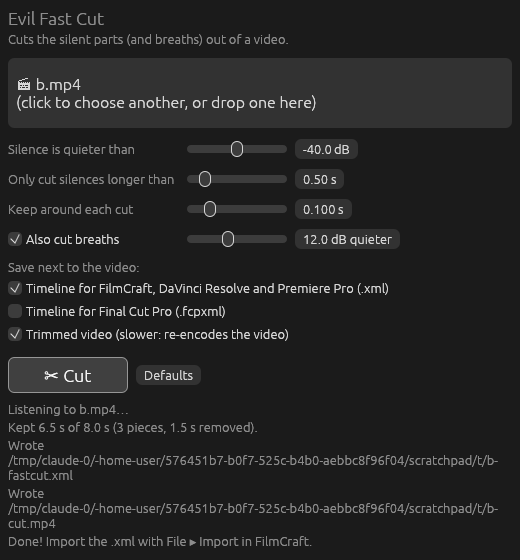 Evil Fast Cut
Cuts the silent parts (and breaths) out of a video.
b.mp4
(click to choose another, or drop one here)
Silence is quieter than -40.0 dB
Only cut silences longer than 0.50 s
Keep around each cut 0.100 s
Also cut breaths 12.0 dB quieter
Save next to the video:
Timeline for FilmCraft, DaVinci Resolve and Premiere Pro (.xml)
Timeline for Final Cut Pro (.fcpxml)
Trimmed video (slower: re-encodes the video)
✂ Cut Defaults
Listening to b.mp4...
Kept 6.5 s of 8.0 s (3 pieces, 1.5 s removed).
Wrote
/tmp/claude-0/-home-user/576451b7-b0f7-525c-b4b0-aebbc8f96f04/scratchpad/t/b-
fastcut.xml
Wrote
/tmp/claude-0/-home-user/576451b7-b0f7-525c-b4b0-aebbc8f96f04/scratchpad/t/b-
cut.mp4
Done! Import the .xml with File ▸ Import in FilmCraft.